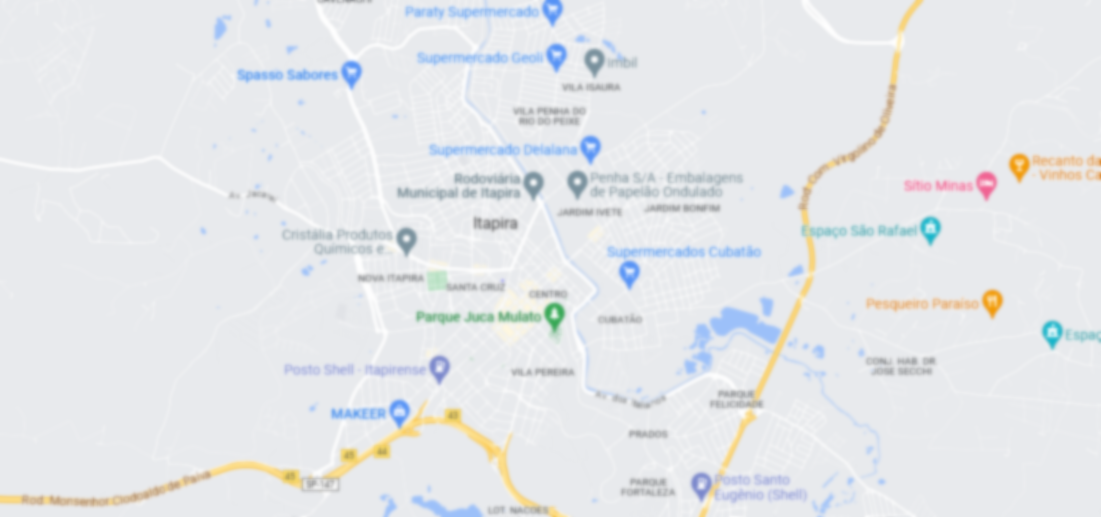 Paraty Supermercado
Supermercado Geoli
Imbil
Spasso Sabores
VILA ISAURA
VILA PENHA DO
RIO DO PEIXE
Supermercado Delalana
Rodoviária
Municipal de Itapira
Penha S/A - Embalagens
de Papelão Ondulado
JARDIM IVETE
JARDIM BONFIM
Itapira
Cristália Produtos
Químicos e...
Supermercados Cubatão
NOVA ITAPIRA
SANTA CRUZ
CENTRO
Parque Juca Mulato
CUBATÃO
Posto Shell - Itapirense
VILA PEREIRA
MAKEER
PARQUE
FELICIDADE
PRADOS
PARQUE
FORTALEZA
Posto Santo
Eugênio (Shell)
LOT. NAÇÕES
Rod. Monsenhor Clodoaldo de Paiva
SP-147
Rod. Com. Virgolino de Oliveira
Sítio Minas
Recanto da
- Vinhos Ca
Espaço São Rafael
Pesqueiro Paraiso
Espaç
CONJ. HAB. DR.
JOSE SECCHI